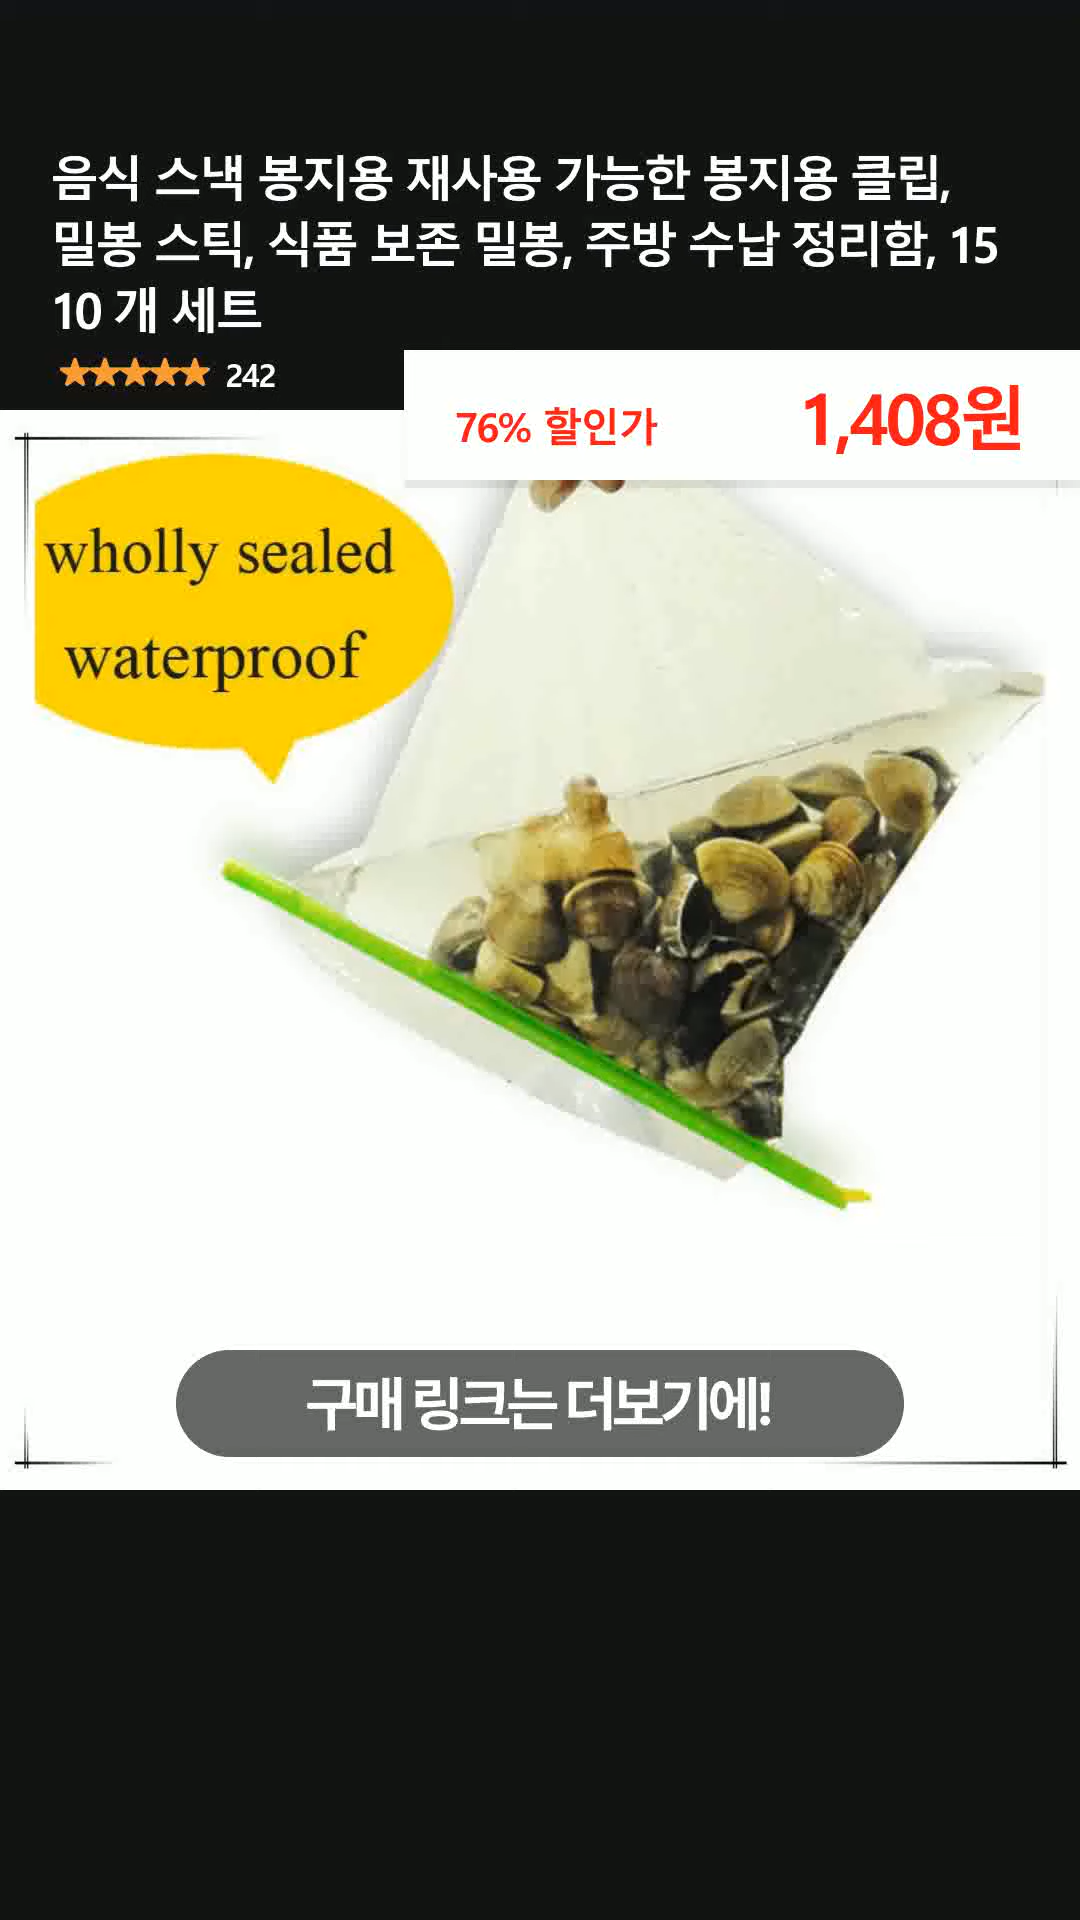 음식 스낵 봉지용 재사용 가능한 봉지용 클립,
밀봉 스틱, 식품 보존 밀봉, 주방 수납 정리함, 15
10 개 세트
★★★★★ 242
76% 할인가 1,408원
wholly sealed
waterproof
구매 링크는 더보기에!